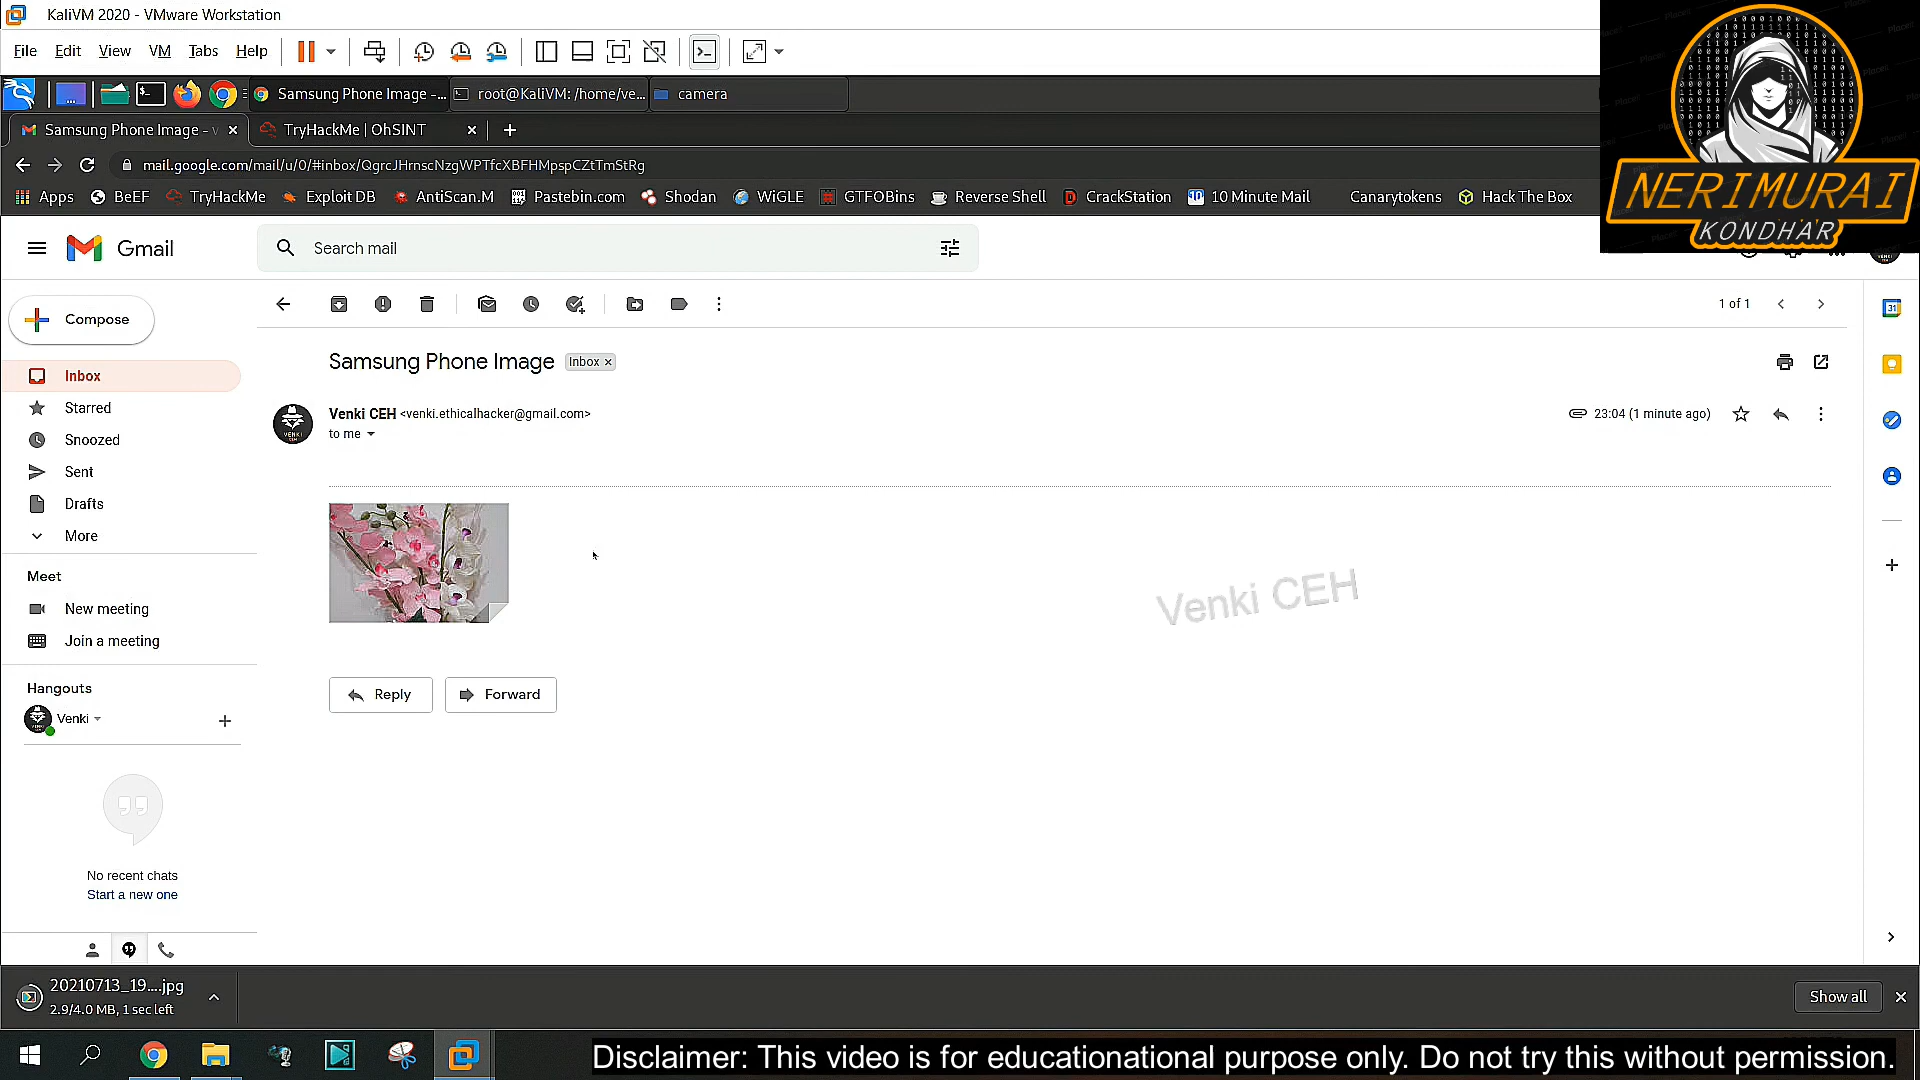 KaliVM 2020 - VMware Workstation
File Edit View VM Tabs Help
Samsung Phone Image -... root@KaliVM: /home/ve... camera
Samsung Phone Image - v TryHackMe | OhSINT
mail.google.com/mail/u/0/#inbox/QgrcJHrnscNzgWPTfcXBFHMpspCZtTmStRg
Apps BeEF TryHackMe Exploit DB AntiScan.M Pastebin.com Shodan WiGLE GTFOBins Reverse Shell CrackStation 10 Minute Mail Canarytokens Hack The Box
NERIMURAI
KONDHAR
Gmail
Search mail
Compose
1 of 1
Samsung Phone Image Inbox
Inbox
Starred
Snoozed
Sent
Drafts
More
Venki CEH <venki.ethicalhacker@gmail.com>
23:04 (1 minute ago)
to me
Meet
New meeting
Join a meeting
Venki CEH
Reply Forward
Hangouts
Venki
No recent chats
Start a new one
20210713_19....jpg
2.9/4.0 MB, 1 sec left
Show all
Disclaimer: This video is for educationational purpose only. Do not try this without permission.